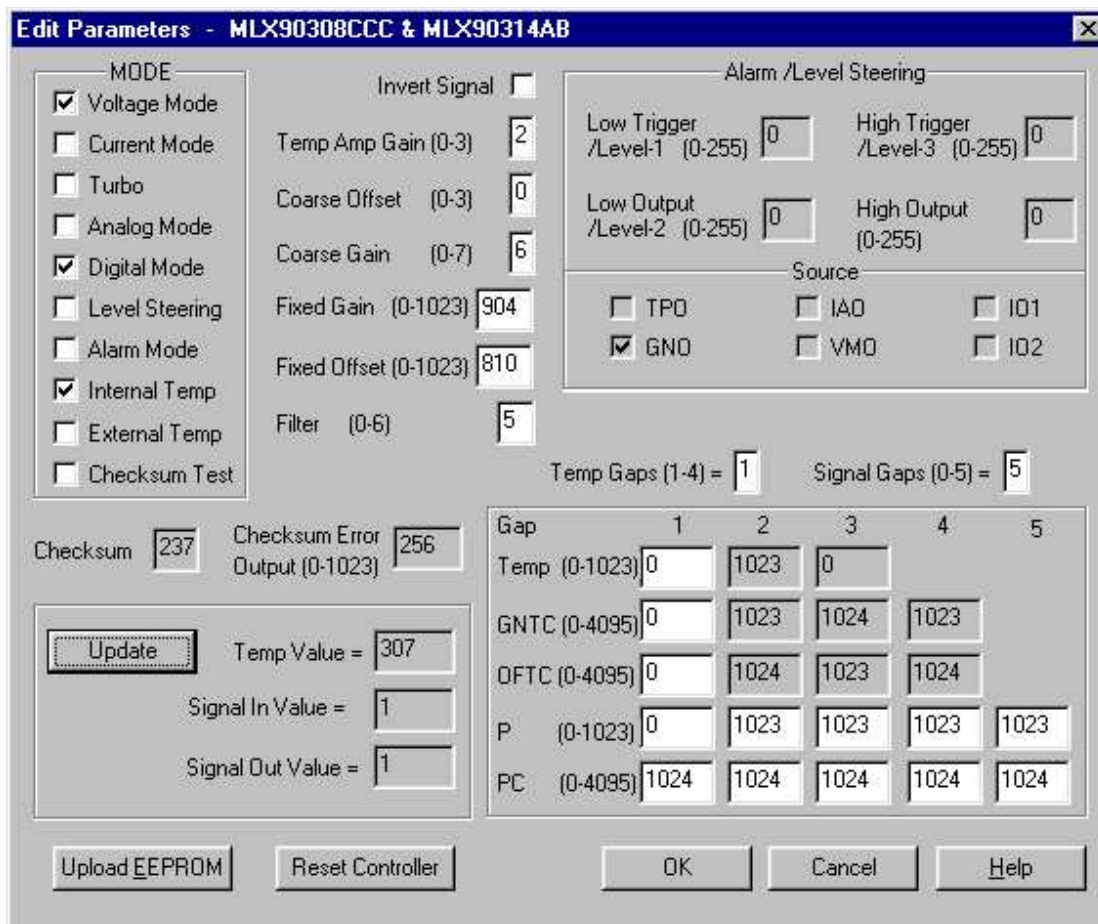 Edit Parameters - MLX90308CCC & MLX90314AB
MODE
Voltage Mode
Current Mode
Turbo
Analog Mode
Digital Mode
Level Steering
Alarm Mode
Internal Temp
External Temp
Checksum Test
Invert Signal
Temp Amp Gain (0-3) 2
Coarse Offset (0-3) 0
Coarse Gain (0-7) 6
Fixed Gain (0-1023) 904
Fixed Offset (0-1023) 810
Filter (0-6) 5
Alarm /Level Steering
Low Trigger
/Level-1 (0-255) 0
High Trigger
/Level-3 (0-255) 0
Low Output
/Level-2 (0-255) 0
High Output
(0-255) 0
Source
TPO IAO IO1
GNO VMO IO2
Temp Gaps (1-4) = 1 Signal Gaps (0-5) = 5
Checksum 237
Checksum Error
Output (0-1023) 256
Gap 1 2 3 4 5
Temp (0-1023) 0 1023 0
GNTC (0-4095) 0 1023 1024 1023
OFTC (0-4095) 0 1024 1023 1024
P (0-1023) 0 1023 1023 1023 1023
PC (0-4095) 1024 1024 1024 1024 1024
Update
Temp Value = 307
Signal In Value = 1
Signal Out Value = 1
Upload EEPROM
Reset Controller
OK
Cancel
Help